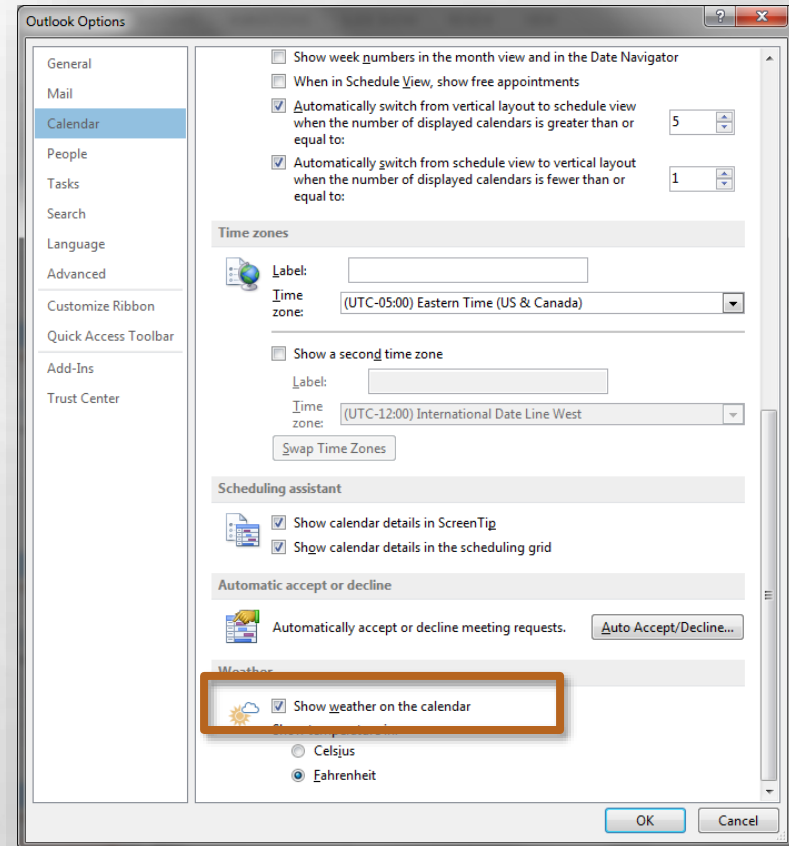 Outlook Options
General
Mail
Calendar
People
Tasks
Search
Language
Advanced
Customize Ribbon
Quick Access Toolbar
Add-Ins
Trust Center
Show week numbers in the month view and in the Date Navigator
When in Schedule View, show free appointments
Automatically switch from vertical layout to schedule view
when the number of displayed calendars is greater than or
equal to:
5
Automatically switch from schedule view to vertical layout
when the number of displayed calendars is fewer than or
equal to:
1
Time zones
Label:
Time
zone:
(UTC-05:00) Eastern Time (US & Canada)
Show a second time zone
Label:
Time
zone:
(UTC-12:00) International Date Line West
Swap Time Zones
Scheduling assistant
Show calendar details in ScreenTip
Show calendar details in the scheduling grid
Automatic accept or decline
Automatically accept or decline meeting requests.
Auto Accept/Decline...
Weather
Show weather on the calendar
Celsius
Fahrenheit
OK
Cancel